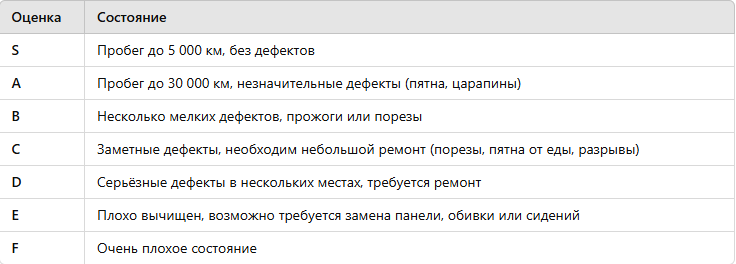 Оценка Состояние
S Пробег до 5 000 км, без дефектов
A Пробег до 30 000 км, незначительные дефекты (пятна, царапины)
B Несколько мелких дефектов, прожоги или порезы
C Заметные дефекты, необходим небольшой ремонт (порезы, пятна от еды, разрывы)
D Серьёзные дефекты в нескольких местах, требуется ремонт
E Плохо вычищен, возможно требуется замена панели, обивки или сидений
F Очень плохое состояние